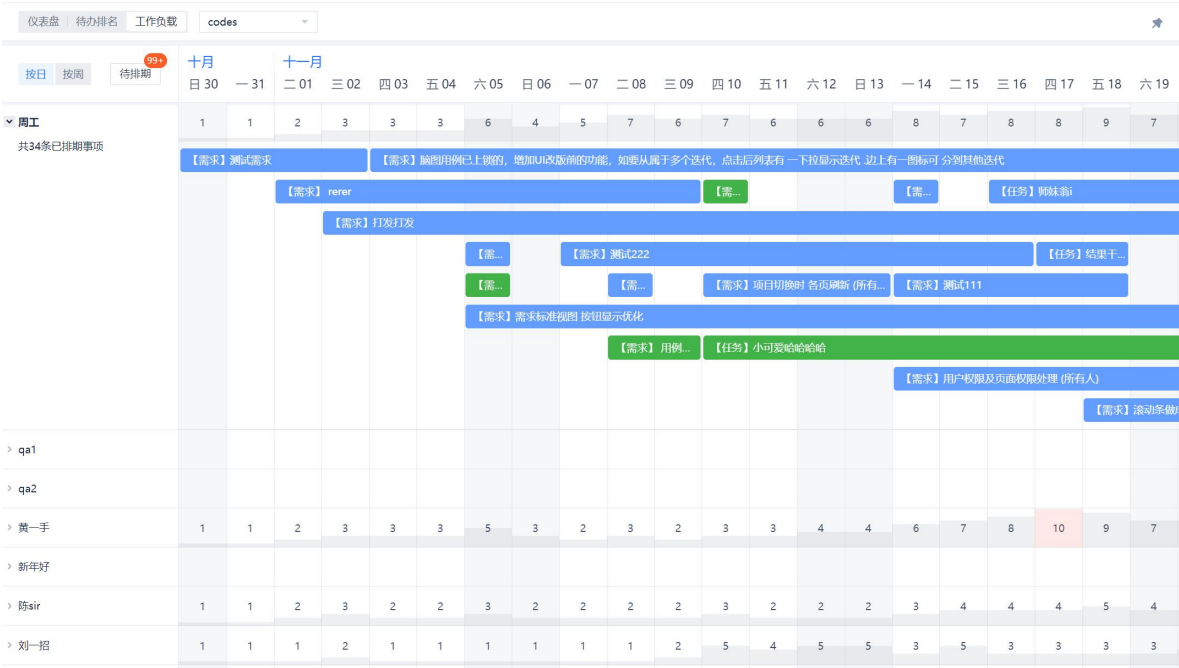 仪表盘 待办排名 工作负载 codes
按日 按周 待排期 99+
十月 十一月
日 30 一 31 二 01 三 02 四 03 五 04 六 05 日 06 一 07 二 08 三 09 四 10 五 11 六 12 日 13 一 14 二 15 三 16 四 17 五 18 六 19
周工 1 1 2 3 3 3 6 4 5 7 6 7 6 6 6 8 7 8 8 9 7
共34条已排期事项
【需求】测试需求 【需求】脑图用例已上锁的，增加UI改版前的功能，如要从属于多个迭代，点击后列表有 一下拉显示迭代 边上有一图标可 分到其他迭代
【需求】 rerer 【需... 【需... 【任务】师妹翁i
【需求】打发打发
【需... 【需求】测试222 【任务】结果干...
【需... 【需... 【需求】项目切换时 各页刷新 (所有... 【需求】测试111
【需求】需求标准视图 按钮显示优化
【需求】 用例... 【任务】小可爱哈哈哈哈
【需求】用户权限及页面权限处理 (所有人)
【需求】滚动条做
qa1
qa2
黄一手 1 1 2 3 3 3 5 3 2 3 2 3 3 4 4 6 7 8 10 9 7
新年好
陈sir 1 1 2 3 2 2 3 2 2 2 2 3 2 2 2 3 4 4 4 5 4
刘一招 1 1 1 2 1 1 1 1 1 1 2 5 4 5 5 3 5 3 3 3 3